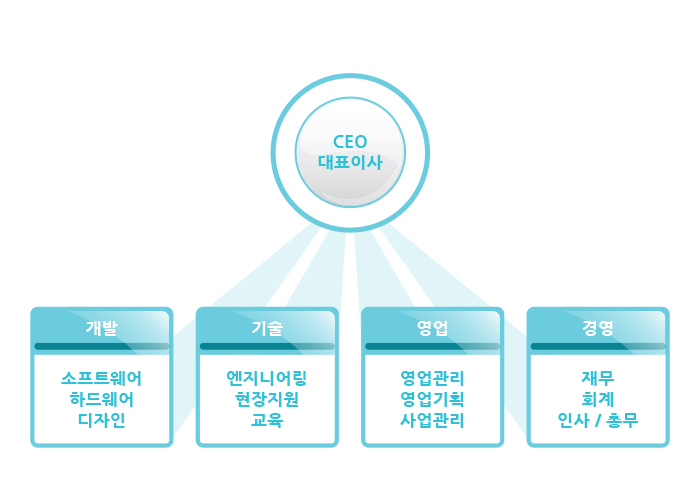 CEO
대표이사
개발
소프트웨어
하드웨어
디자인
기술
엔지니어링
현장지원
교육
영업
영업관리
영업기획
사업관리
경영
재무
회계
인사 / 총무